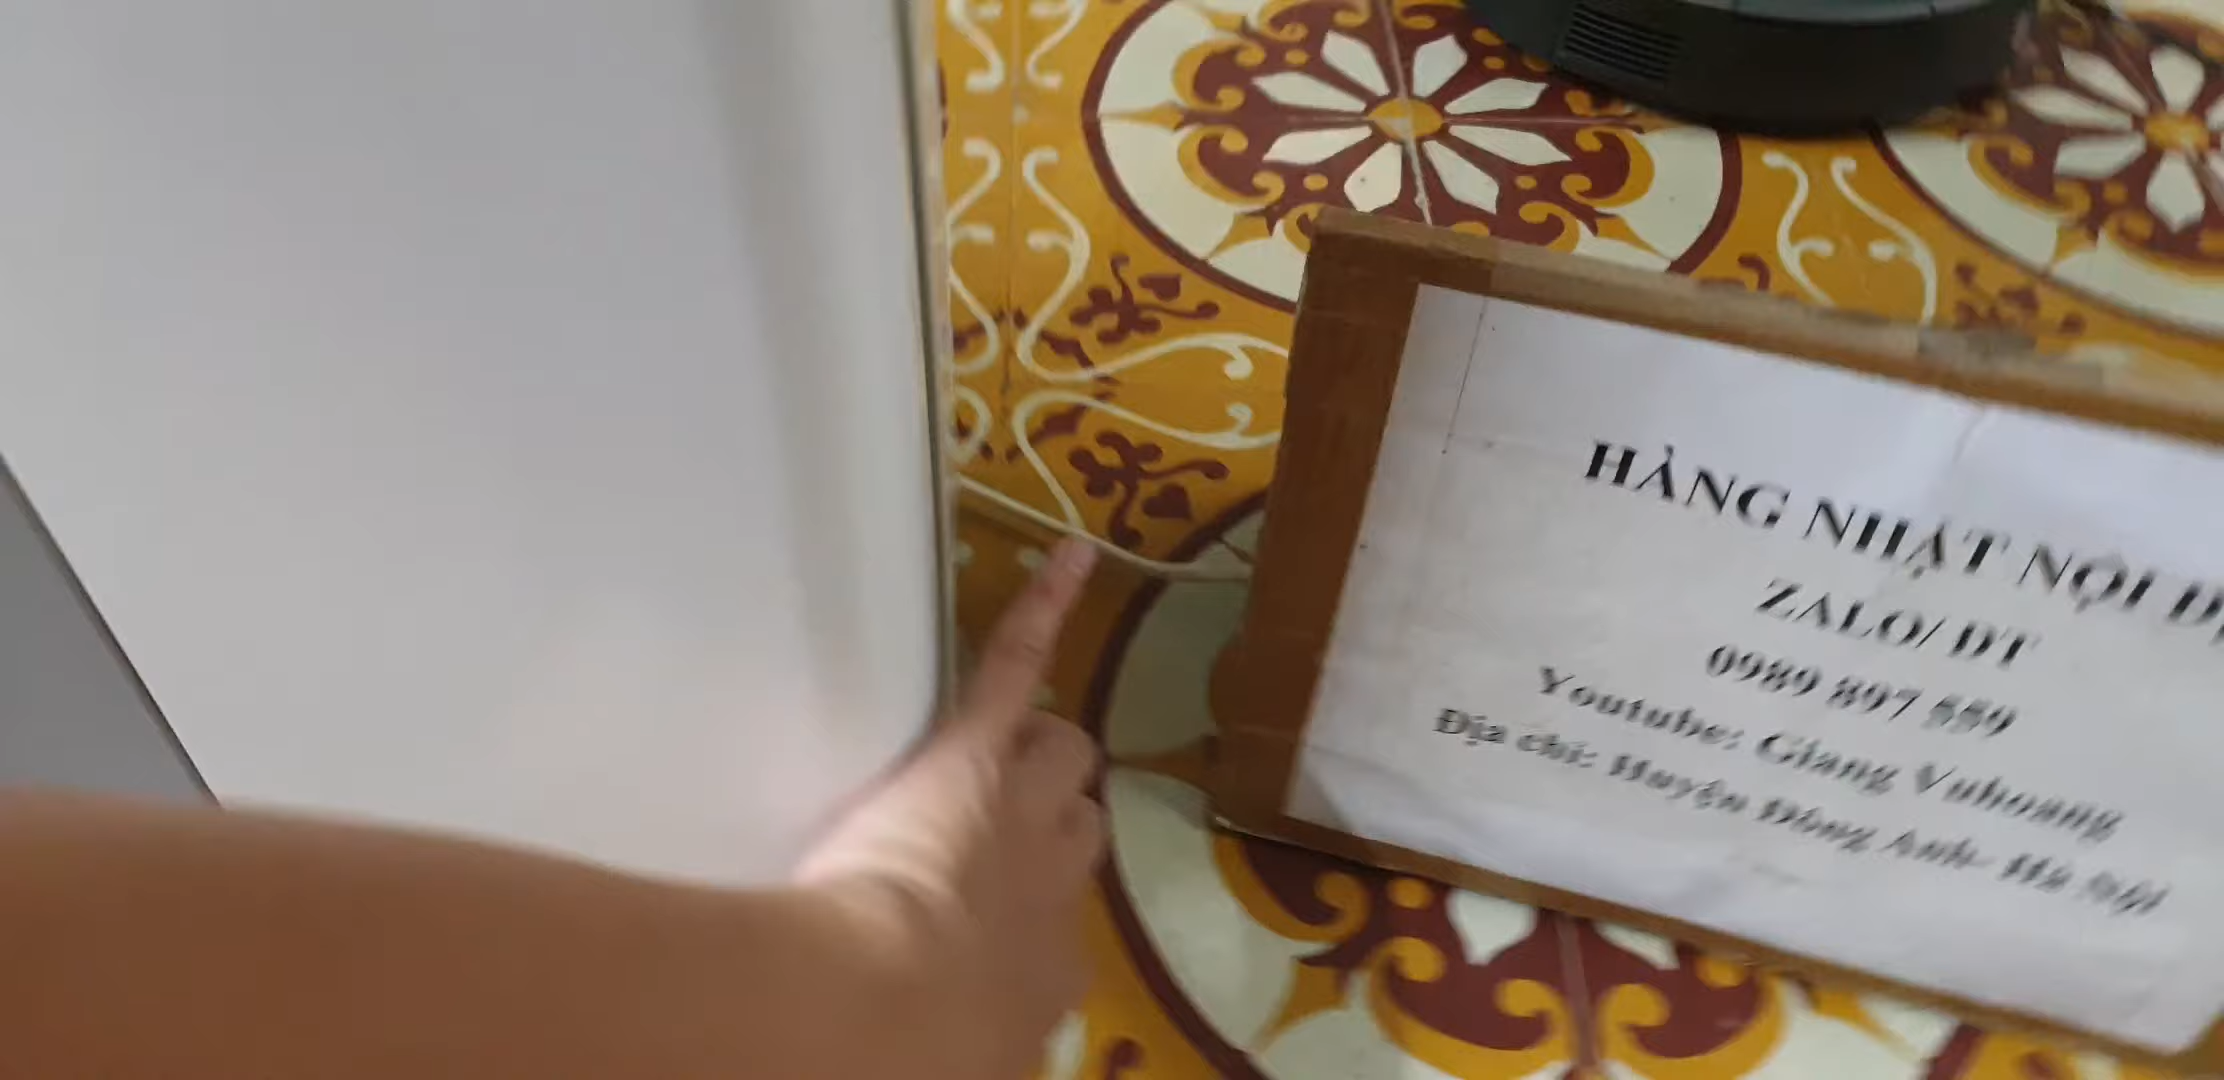 HÀNG NHẬT NỘI
ZALO/ ĐT
0989 897 559
Youtube: Giang Vuhoang
Địa chỉ: Huyện Đông Anh- Hà Nội